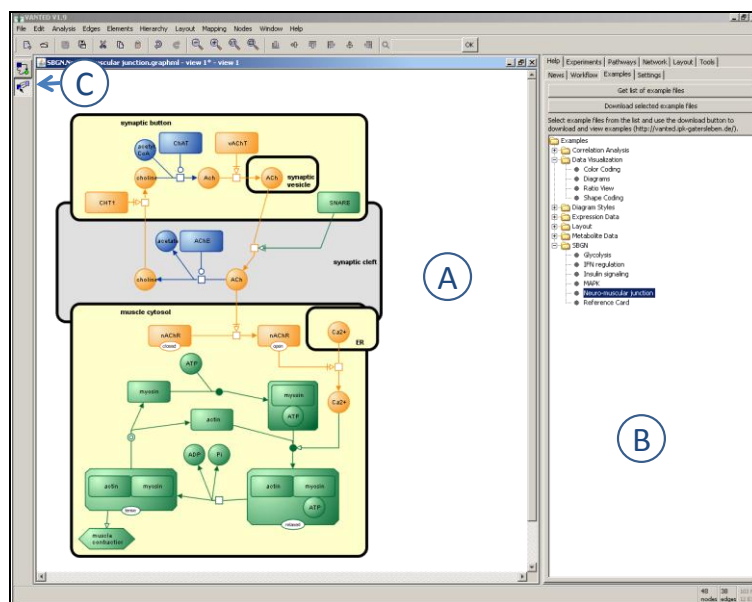 VANTED V1.9
File Edit Analysis Edges Elements Hierarchy Layout Mapping Nodes Window Help
OK
SBGN.Neuro-muscular junction.graphml - view 1* - view 1
C
Help Experiments Pathways Network Layout Tools
News Workflow Examples Settings
Get list of example files
Download selected example files
Select example files from the list and use the download button to
download and view examples (http://vanted.ipk-gatersleben.de/).
Examples
Correlation Analysis
Data Visualization
Color Coding
Diagrams
Ratio View
Shape Coding
Diagram Styles
Expression Data
Layout
Metabolite Data
SBGN
Glycolysis
IFN regulation
Insulin signaling
MAPK
Neuro-muscular junction
Reference Card
B
synaptic button
acetyl
CoA
ChAT
vAChT
choline
Ach
ACh
synaptic
vesicle
CHT1
SNARE
acetate
AChE
synaptic cleft
choline
ACh
A
muscle cytosol
nAChR
closed
nAChR
open
Ca2+
ER
ATP
myosin
myosin
ATP
Ca2+
actin
ADP
Pi
actin
myosin
tense
actin
myosin
ATP
relaxed
muscle
contraction
48
nodes
38
edges